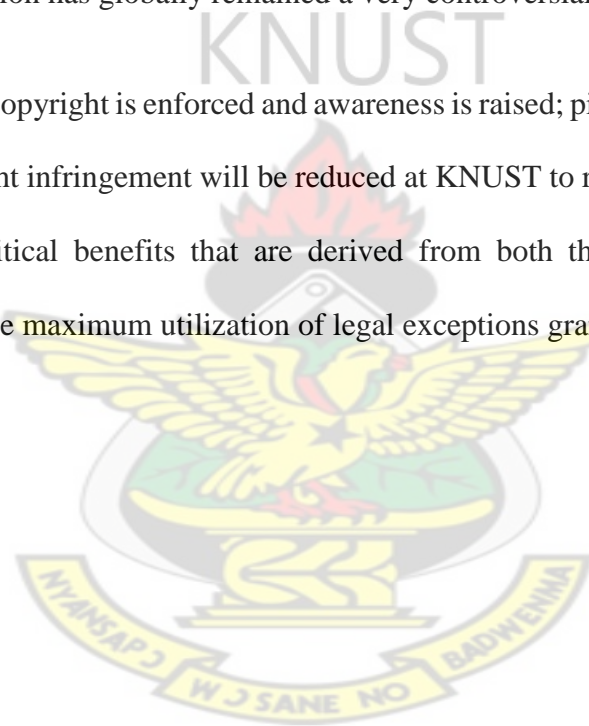 ion has globally remained a very controversial
KNUST
opyright is enforced and awareness is raised; pi
nt infringement will be reduced at KNUST to r
itical benefits that are derived from both th
e maximum utilization of legal exceptions gra
NYANSAPƆ WƆSANE NO BADWENMA